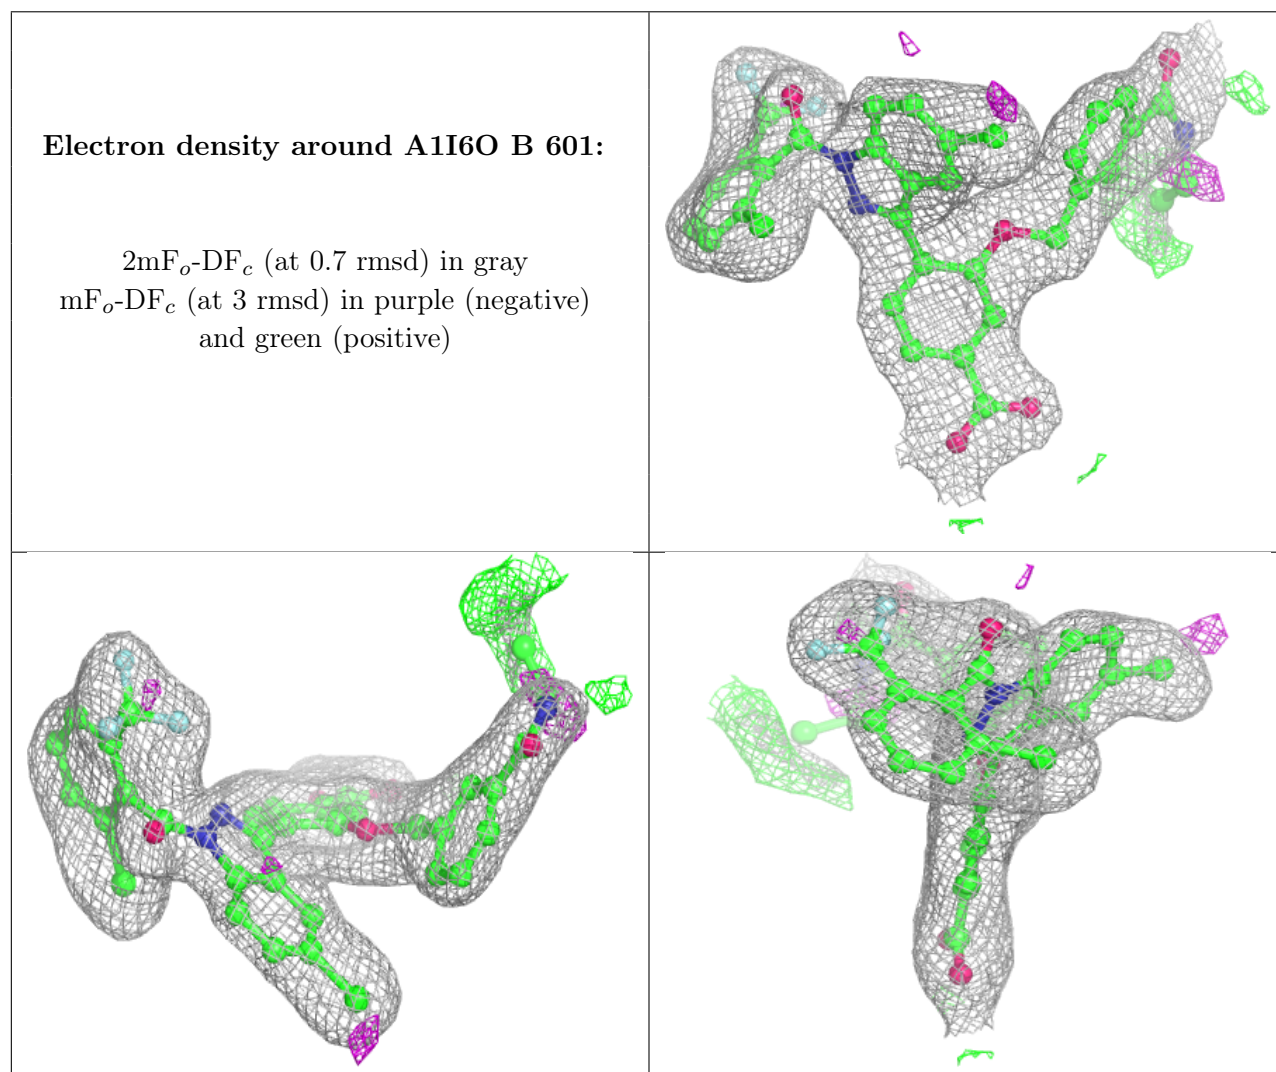 Electron density around A1I6O B 601:
2mFo-DFc (at 0.7 rmsd) in gray
mFo-DFc (at 3 rmsd) in purple (negative)
and green (positive)